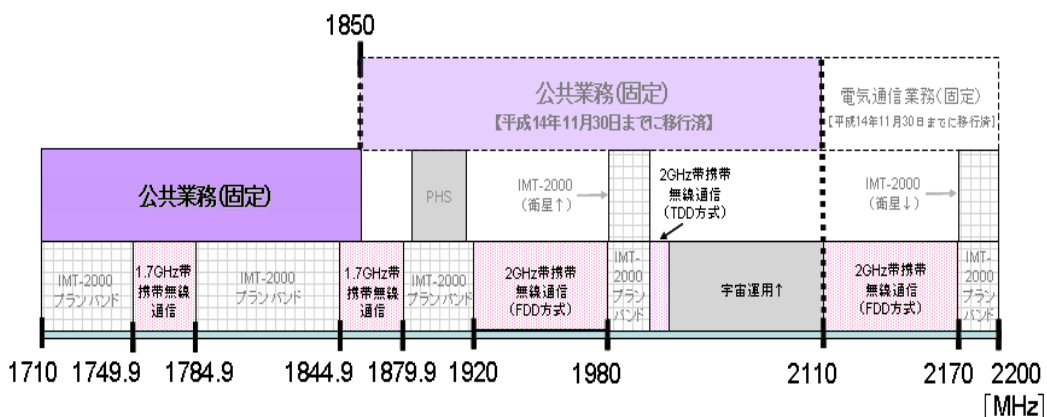 1850
公共業務(固定)
【平成14年11月30日までに移行済】
電気通信業務(固定)
【平成14年11月30日までに移行済】
公共業務(固定)
PHS
IMT-2000
(衛星↑)
2GHz帯携帯
無線通信
(TDD方式)
IMT-2000
(衛星↓)
IMT-2000
プランバンド
1.7GHz帯
携帯無線
通信
IMT-2000
プランバンド
1.7GHz帯
携帯無線
通信
IMT-2000
プランバンド
2GHz帯携帯
無線通信
(FDD方式)
IMT-
2000
プラン
バンド
宇宙運用↑
2GHz帯携帯
無線通信
(FDD方式)
IMT-
2000
プラン
バンド
1710 1749.9 1784.9 1844.9 1879.9 1920 1980 2110 2170 2200
[MHz]